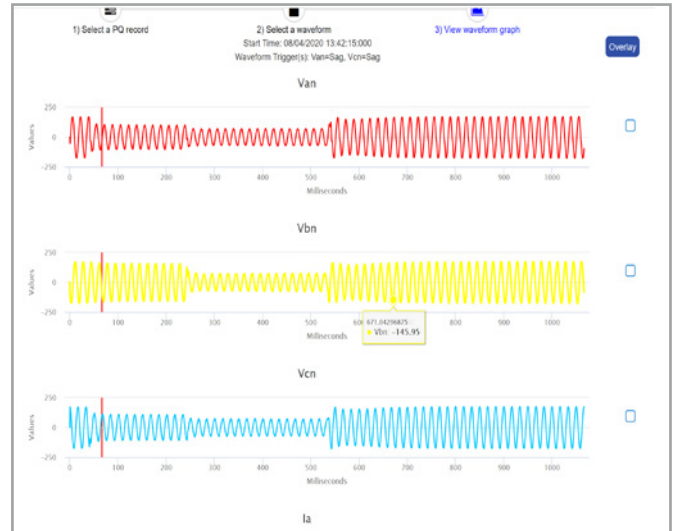 1) Select a PQ record
2) Select a waveform
3) View waveform graph
Start Time: 08/04/2020 13:42:15:000
Waveform Trigger(s): Van=Sag, Vcn=Sag
Overlay
Van
250
0
-250
Values
0 100 200 300 400 500 600 700 800 900 1000
Milliseconds
Vbn
250
0
-250
Values
0 100 200 300 400 500 600 700 800 900 1000
671.04296875
Vbn: -145.95
Milliseconds
Vcn
250
0
-250
Values
0 100 200 300 400 500 600 700 800 900 1000
Milliseconds
Ia